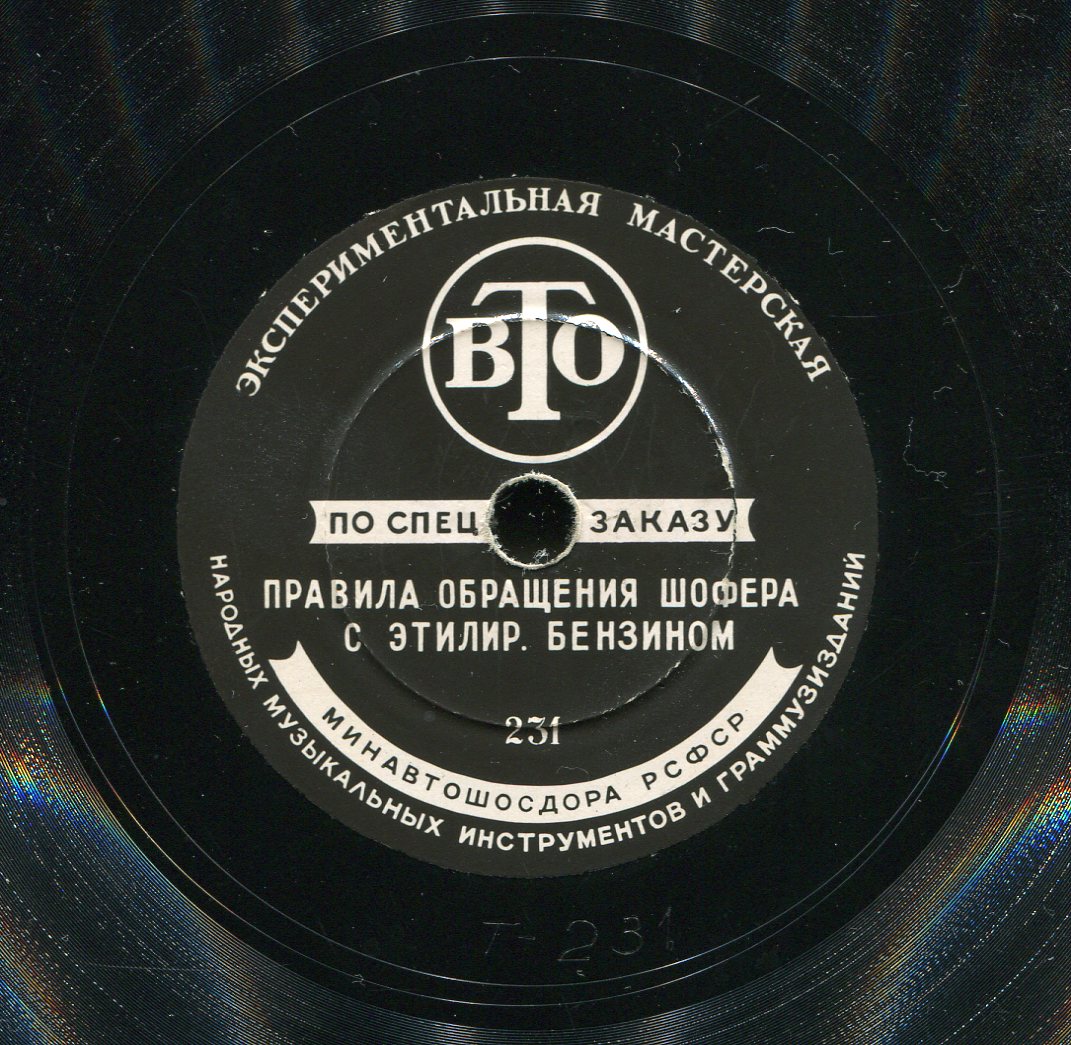 ЭКСПЕРИМЕНТАЛЬНАЯ МАСТЕРСКАЯ
ВТО
ПО СПЕЦ ЗАКАЗУ
ПРАВИЛА ОБРАЩЕНИЯ ШОФЕРА
С ЭТИЛИР. БЕНЗИНОМ
231
МИНАВТОШОСДОРА РСФСР
НАРОДНЫХ МУЗЫКАЛЬНЫХ ИНСТРУМЕНТОВ И ГРАММУЗИЗДАНИЙ
Т-231